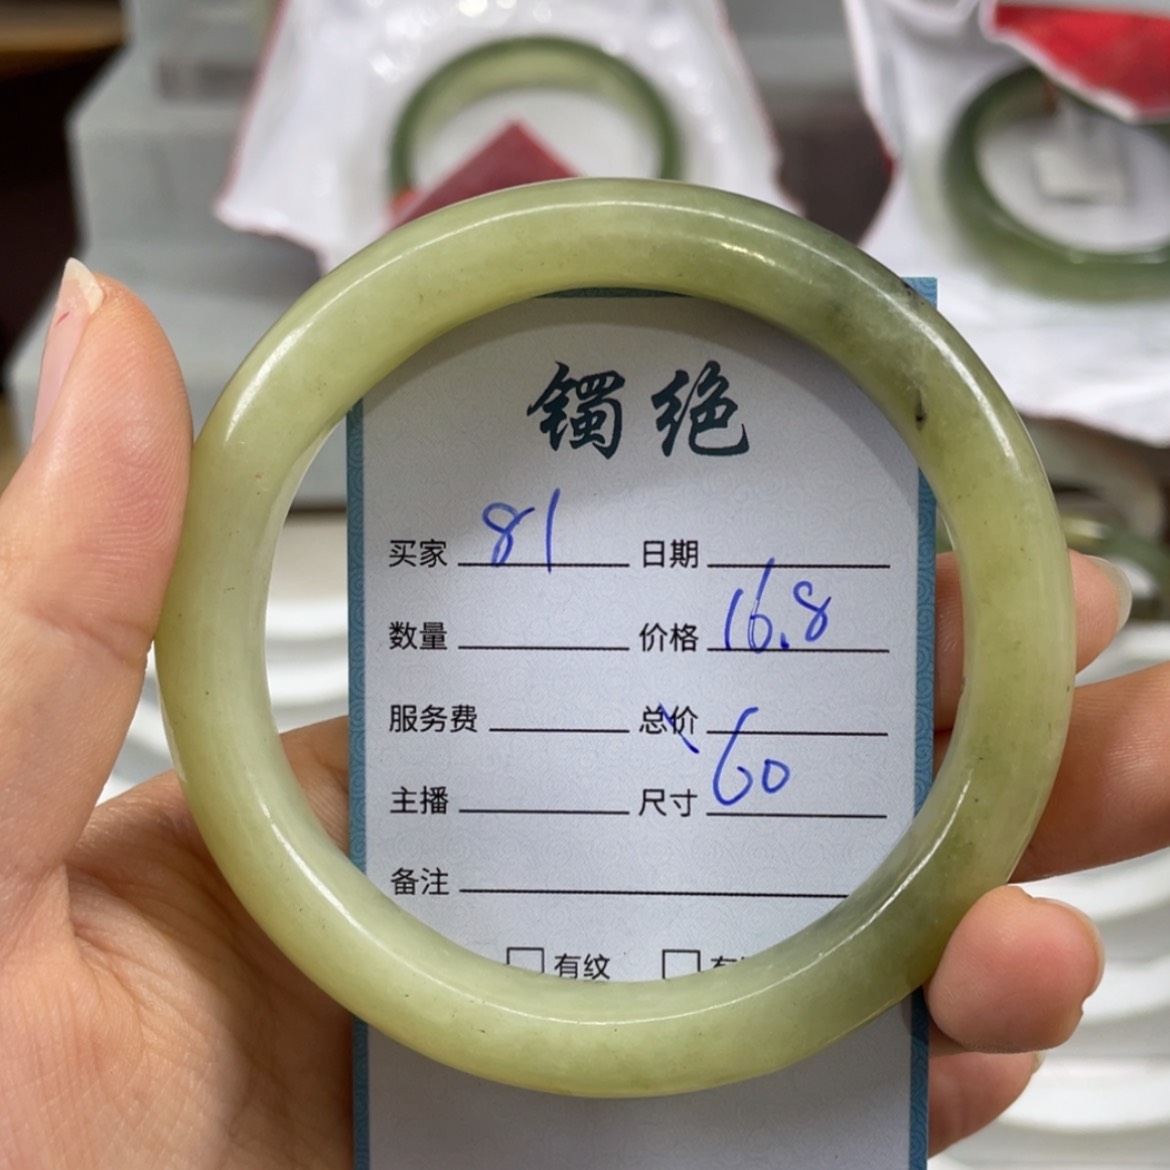 镯绝
买家 81 日期
数量 价格 16.8
服务费 总价
主播 尺寸 60
备注
□ 有纹 □ 有